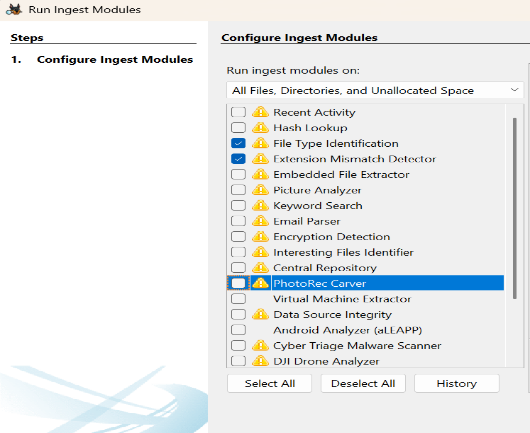 Run Ingest Modules
Steps
1. Configure Ingest Modules
Configure Ingest Modules
Run ingest modules on:
All Files, Directories, and Unallocated Space
Recent Activity
Hash Lookup
File Type Identification
Extension Mismatch Detector
Embedded File Extractor
Picture Analyzer
Keyword Search
Email Parser
Encryption Detection
Interesting Files Identifier
Central Repository
PhotoRec Carver
Virtual Machine Extractor
Data Source Integrity
Android Analyzer (aLEAPP)
Cyber Triage Malware Scanner
DJI Drone Analyzer
Select All
Deselect All
History